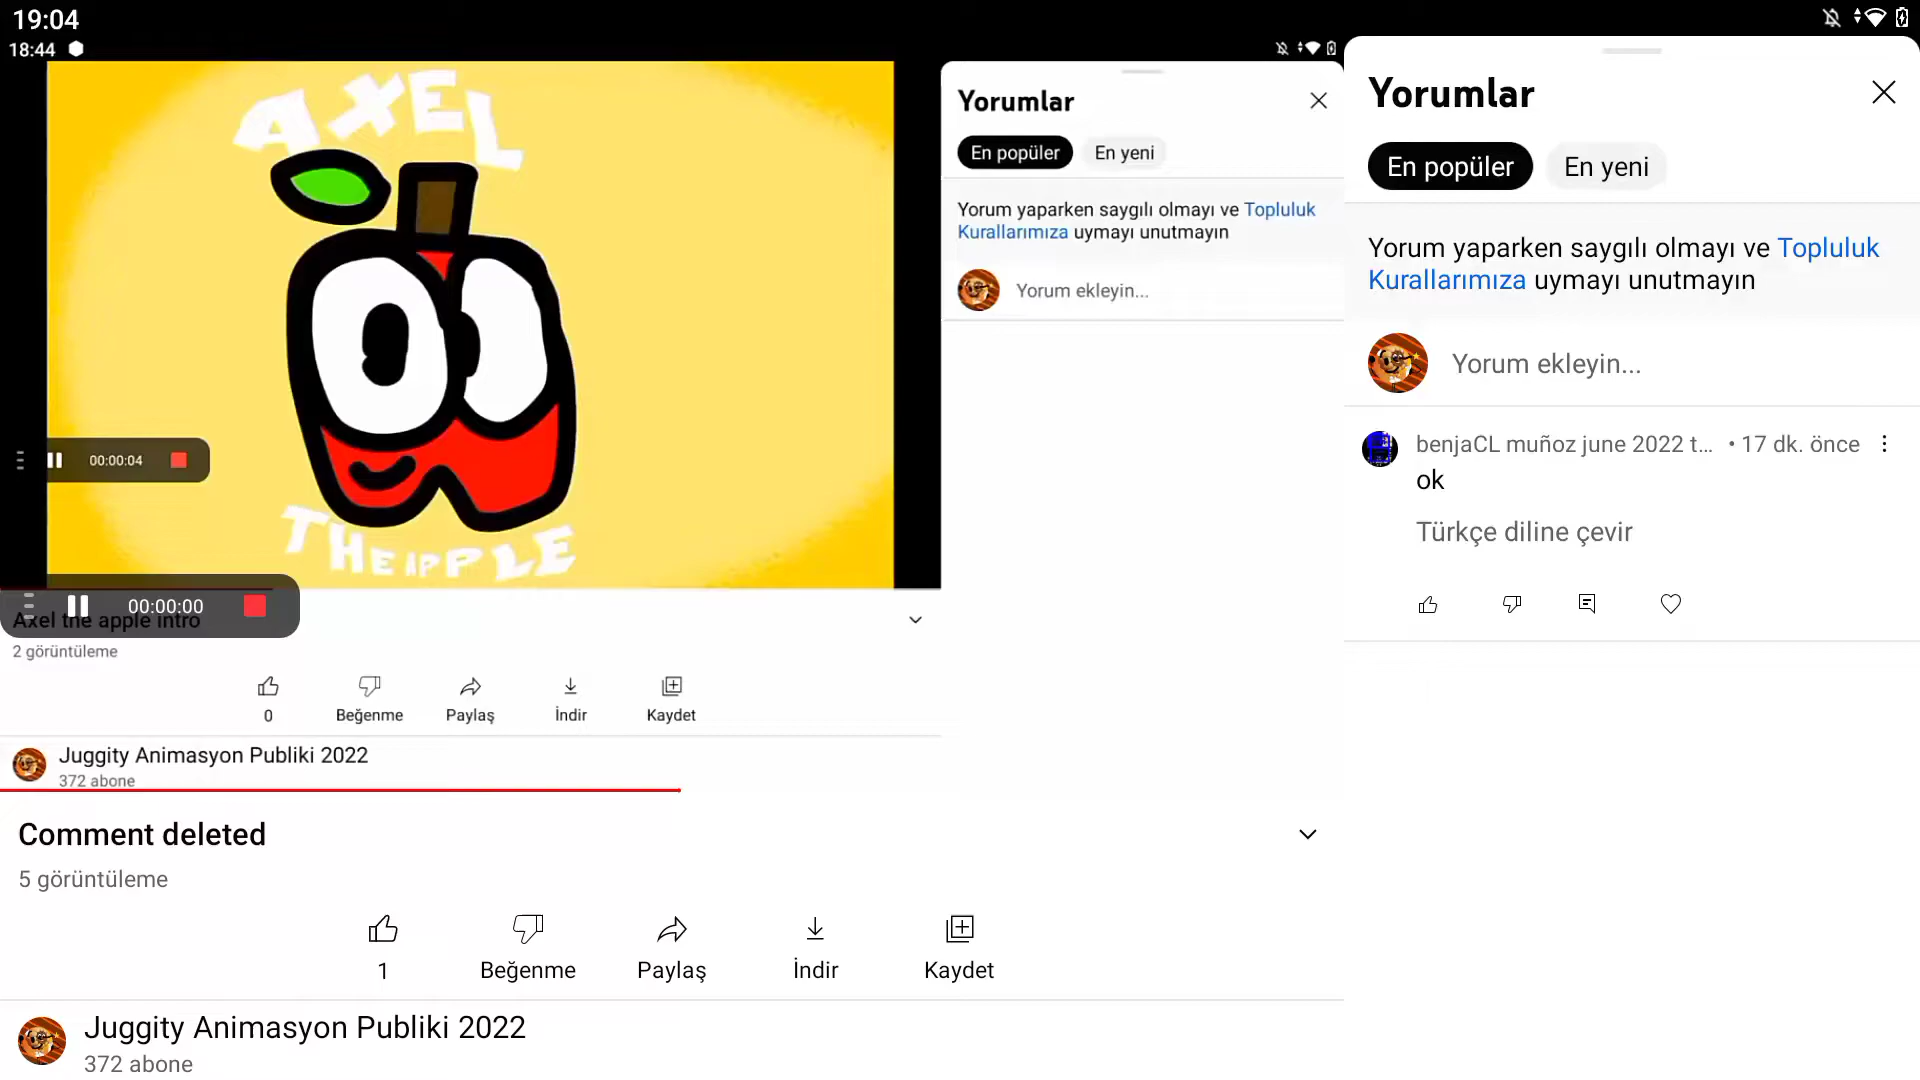 19:04
18:44
AXEL
THE APPLE
00:00:04
00:00:00
Axel the apple intro
2 görüntüleme
0
Beğenme
Paylaş
İndir
Kaydet
Juggity Animasyon Publiki 2022
372 abone
Yorumlar
En popüler
En yeni
Yorum yaparken saygılı olmayı ve Topluluk
Kurallarımıza uymayı unutmayın
Yorum ekleyin...
Comment deleted
5 görüntüleme
1
Beğenme
Paylaş
İndir
Kaydet
Juggity Animasyon Publiki 2022
372 abone
Yorumlar
En popüler
En yeni
Yorum yaparken saygılı olmayı ve Topluluk
Kurallarımıza uymayı unutmayın
Yorum ekleyin...
benjaCL muñoz june 2022 t... • 17 dk. önce
ok
Türkçe diline çevir